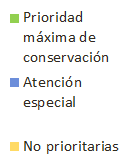 Prioridad
máxima de
conservación
Atención
especial
No prioritarias